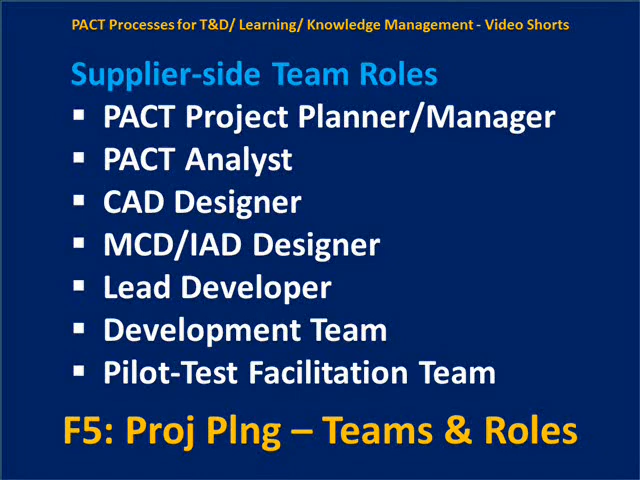 PACT Processes for T&D/ Learning/ Knowledge Management - Video Shorts
Supplier-side Team Roles
▪ PACT Project Planner/Manager
▪ PACT Analyst
▪ CAD Designer
▪ MCD/IAD Designer
▪ Lead Developer
▪ Development Team
▪ Pilot-Test Facilitation Team
F5: Proj Plng – Teams & Roles